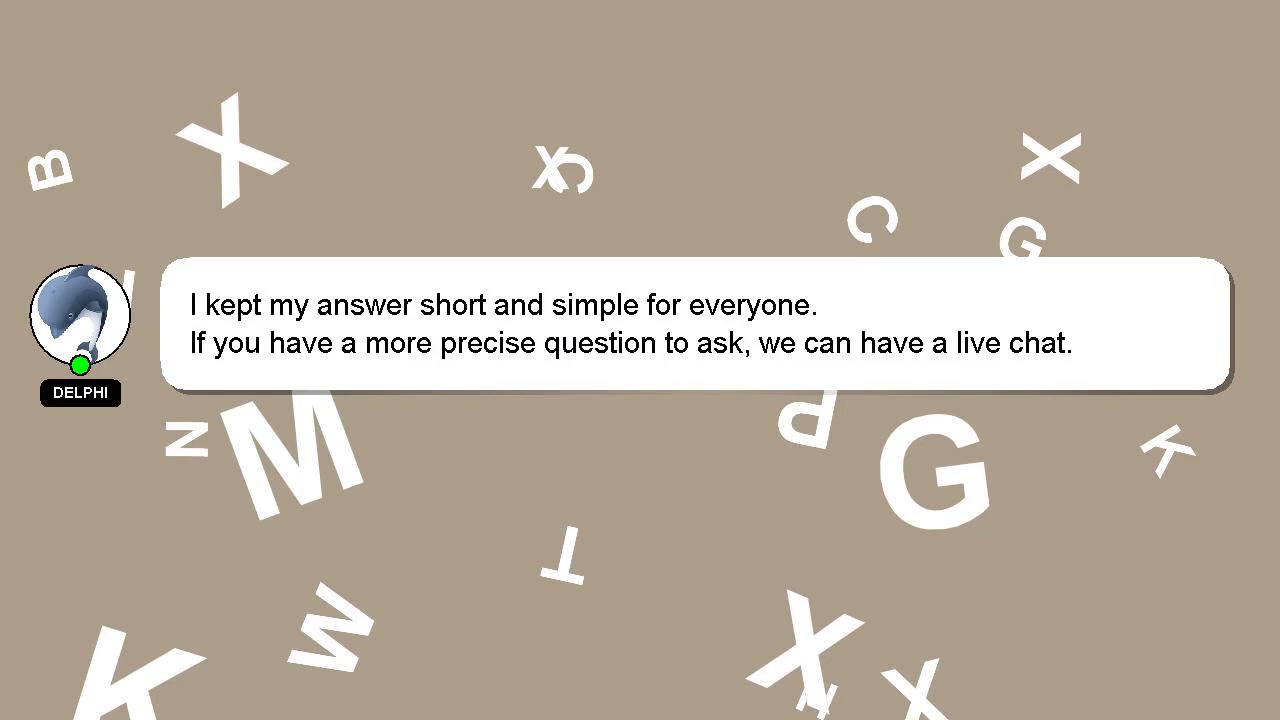 B
X
X
C
X
C
G
I kept my answer short and simple for everyone.
If you have a more precise question to ask, we can have a live chat.
DELPHI
N
M
P
G
K
T
W
K
X
X